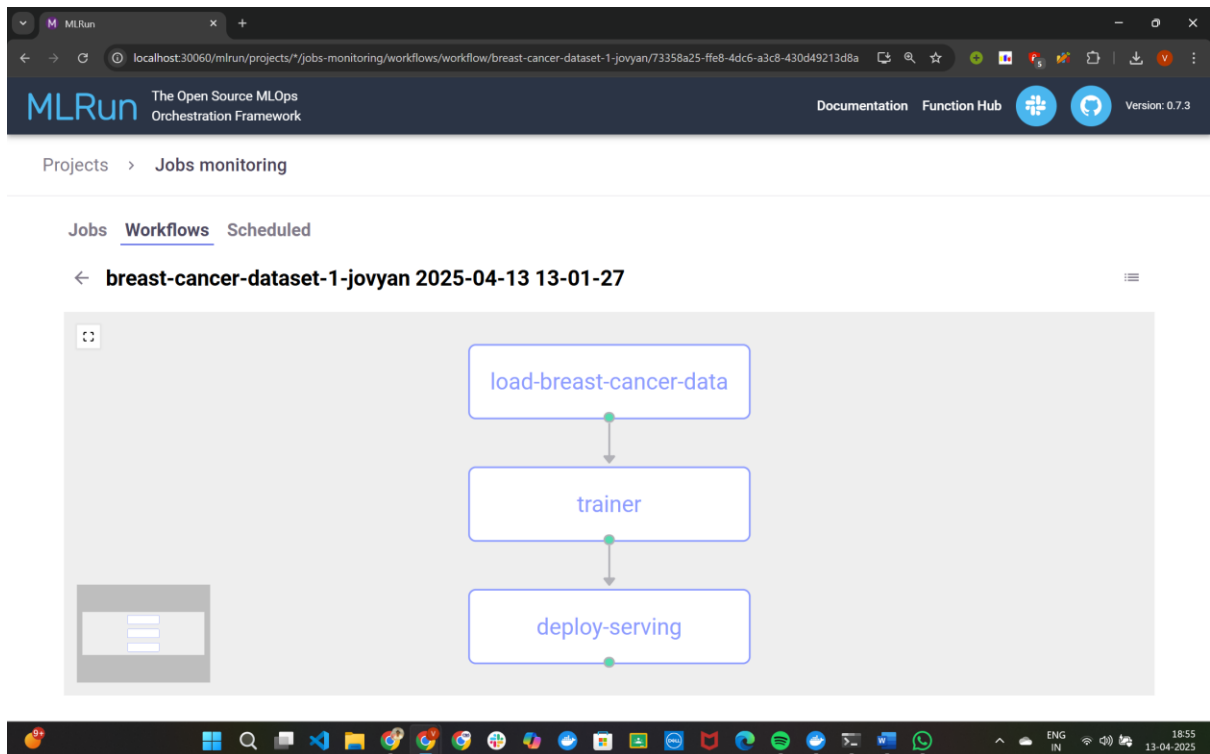 MLRun
localhost:30060/mlrun/projects/*/jobs-monitoring/workflows/workflow/breast-cancer-dataset-1-jovyan/73358a25-ffe8-4dc6-a3c8-430d49213d8a
MLRun
The Open Source MLOps
Orchestration Framework
Documentation Function Hub Version: 0.7.3
Projects > Jobs monitoring
Jobs Workflows Scheduled
breast-cancer-dataset-1-jovyan 2025-04-13 13-01-27
load-breast-cancer-data
trainer
deploy-serving
9+
ENG
IN
18:55
13-04-2025